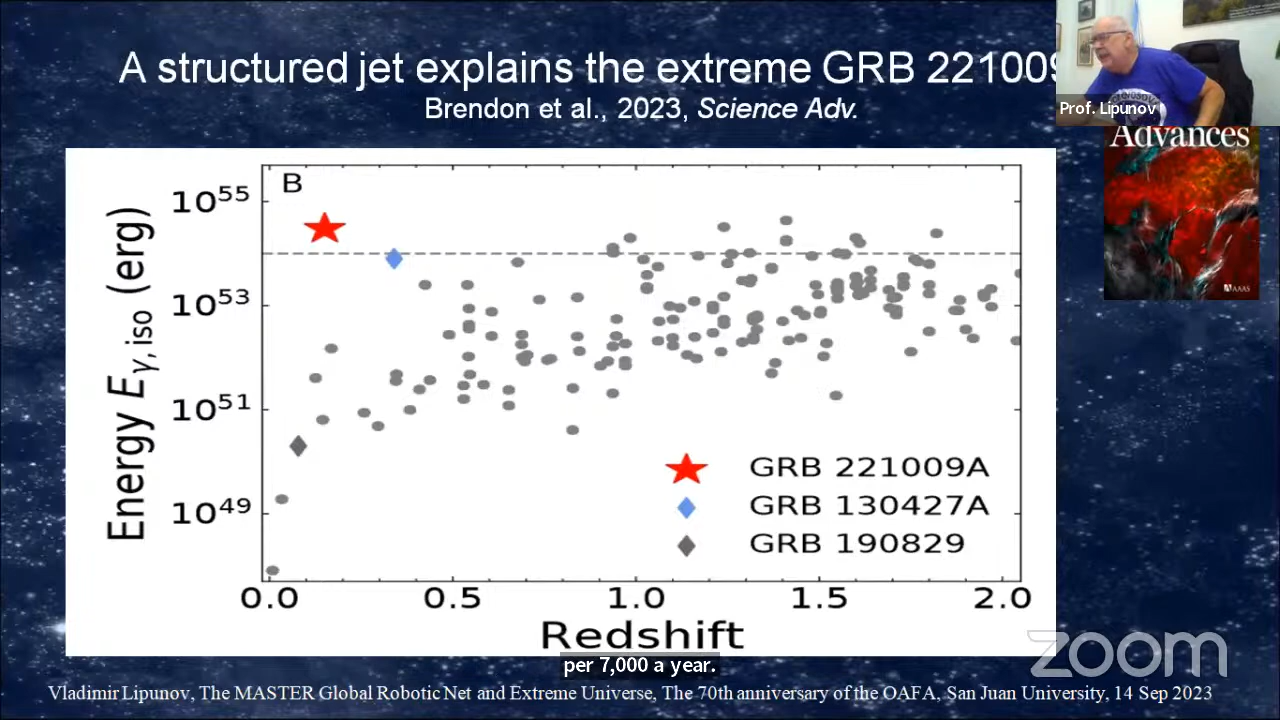 A structured jet explains the extreme GRB 221009
Brendon et al., 2023, Science Adv.
Prof. Lipunov
Advances
AAAS
B
10^55
10^53
10^51
10^49
Energy E_γ, iso (erg)
GRB 221009A
GRB 130427A
GRB 190829
0.0 0.5 1.0 1.5 2.0
Redshift
per 7,000 a year.
zoom
Vladimir Lipunov, The MASTER Global Robotic Net and Extreme Universe, The 70th anniversary of the OAFA, San Juan University, 14 Sep 2023